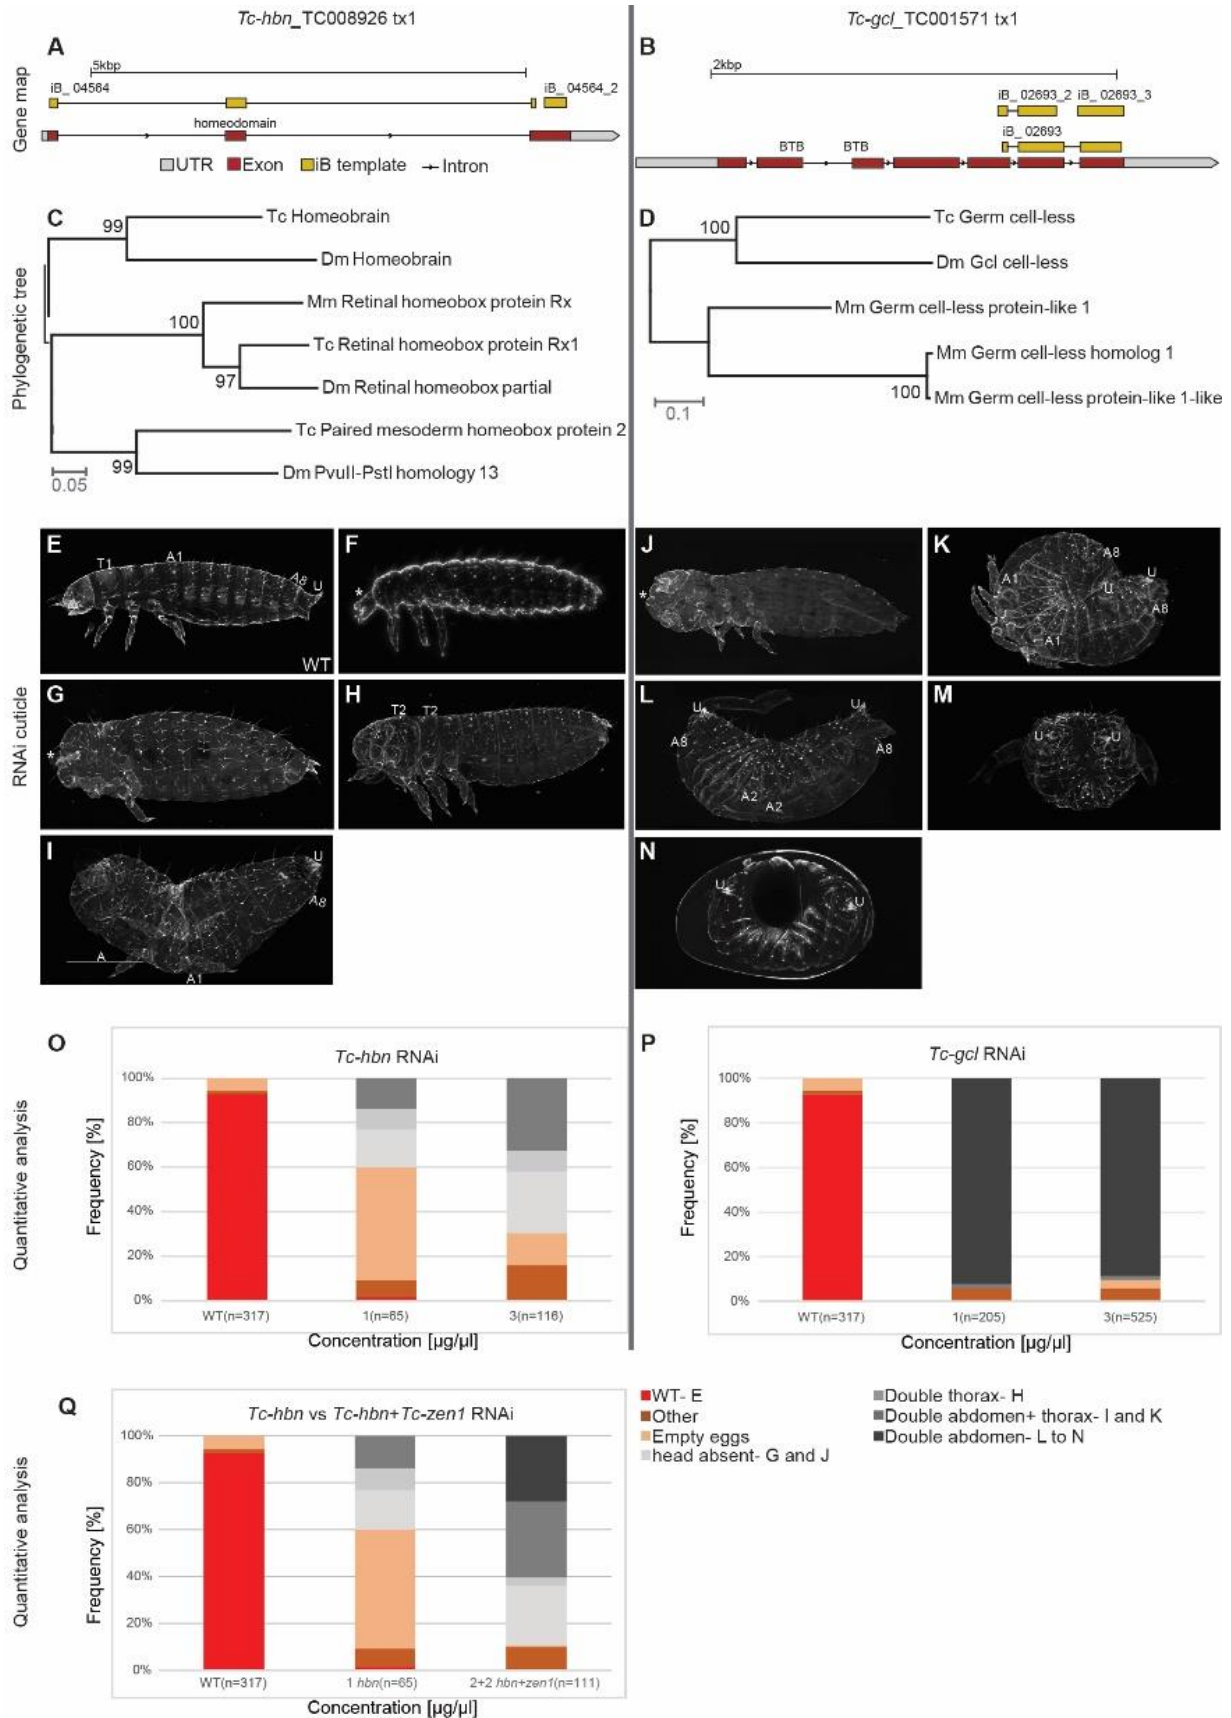 Tc-hbn_TC008926 tx1
Tc-gcl_TC001571 tx1
Gene map
A
5kbp
iB_ 04564
iB_ 04564_2
homeodomain
UTR Exon iB template Intron
B
2kbp
iB_ 02693_2 iB_ 02693_3
iB_ 02693
BTB BTB
Phylogenetic tree
C
99
Tc Homeobrain
Dm Homeobrain
Mm Retinal homeobox protein Rx
100
Tc Retinal homeobox protein Rx1
97
Dm Retinal homeobox partial
Tc Paired mesoderm homeobox protein 2
99
Dm PvuII-PstI homology 13
0.05
D
100
Tc Germ cell-less
Dm Gcl cell-less
Mm Germ cell-less protein-like 1
Mm Germ cell-less homolog 1
100
Mm Germ cell-less protein-like 1-like
0.1
RNAi cuticle
E
T1 A1 A8 U
WT
F
*
G
*
H
T2 T2
I
U
A8
A
A1
J
*
K
A8
U
A1
U
A8
A1
L
U U
A8 A8
A2 A2
M
U U
N
U U
Quantitative analysis
O
Tc-hbn RNAi
Frequency [%]
100%
80%
60%
40%
20%
0%
WT(n=317) 1(n=65) 3(n=116)
Concentration [µg/µl]
P
Tc-gcl RNAi
Frequency [%]
100%
80%
60%
40%
20%
0%
WT(n=317) 1(n=205) 3(n=525)
Concentration [µg/µl]
Quantitative analysis
Q
Tc-hbn vs Tc-hbn+Tc-zen1 RNAi
Frequency [%]
100%
80%
60%
40%
20%
0%
WT(n=317) 1 hbn(n=65) 2+2 hbn+zen1(n=111)
Concentration [µg/µl]
WT- E
Other
Empty eggs
head absent- G and J
Double thorax- H
Double abdomen+ thorax- I and K
Double abdomen- L to N